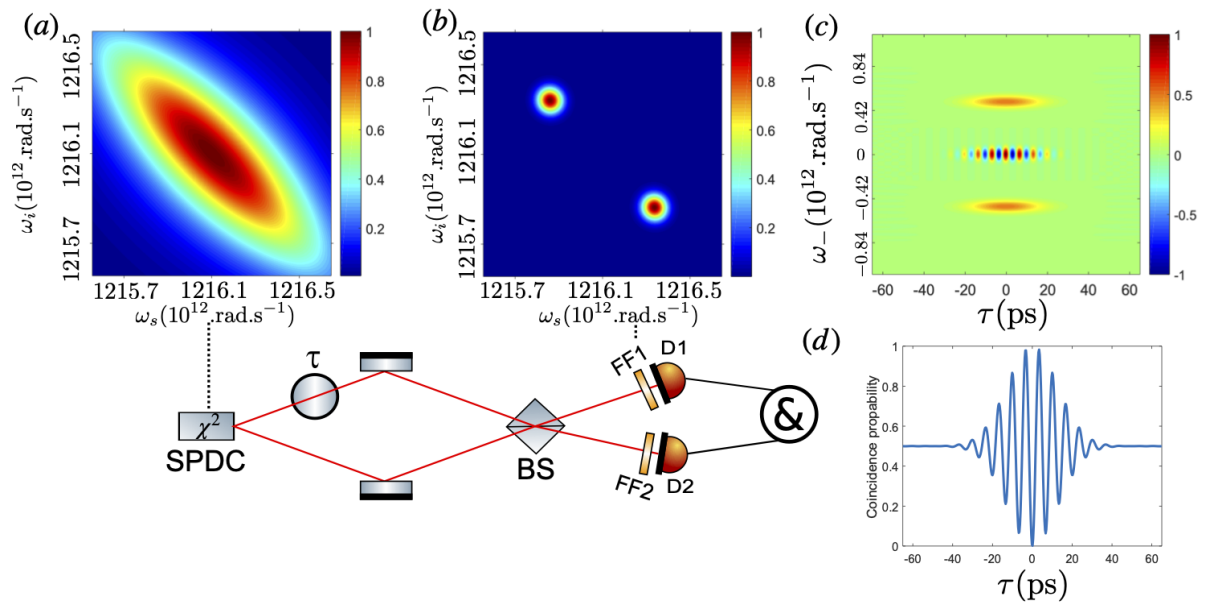 (a)
ω_i(10^12.rad.s^−1)
1216.5
1216.1
1215.7
1215.7 1216.1 1216.5
ω_s(10^12.rad.s^−1)
1
0.8
0.6
0.4
0.2
(b)
ω_i(10^12.rad.s^−1)
1216.5
1216.1
1215.7
1215.7 1216.1 1216.5
ω_s(10^12.rad.s^−1)
1
0.8
0.6
0.4
0.2
(c)
ω_−(10^12.rad.s^−1)
0.84
0.42
0
−0.42
−0.84
-60 -40 -20 0 20 40 60
τ(ps)
1
0.5
0
-0.5
-1
τ
χ^2
SPDC
BS
FF1
D1
FF2
D2
&
(d)
Coincidence propability
1
0.8
0.6
0.4
0.2
0
-60 -40 -20 0 20 40 60
τ(ps)